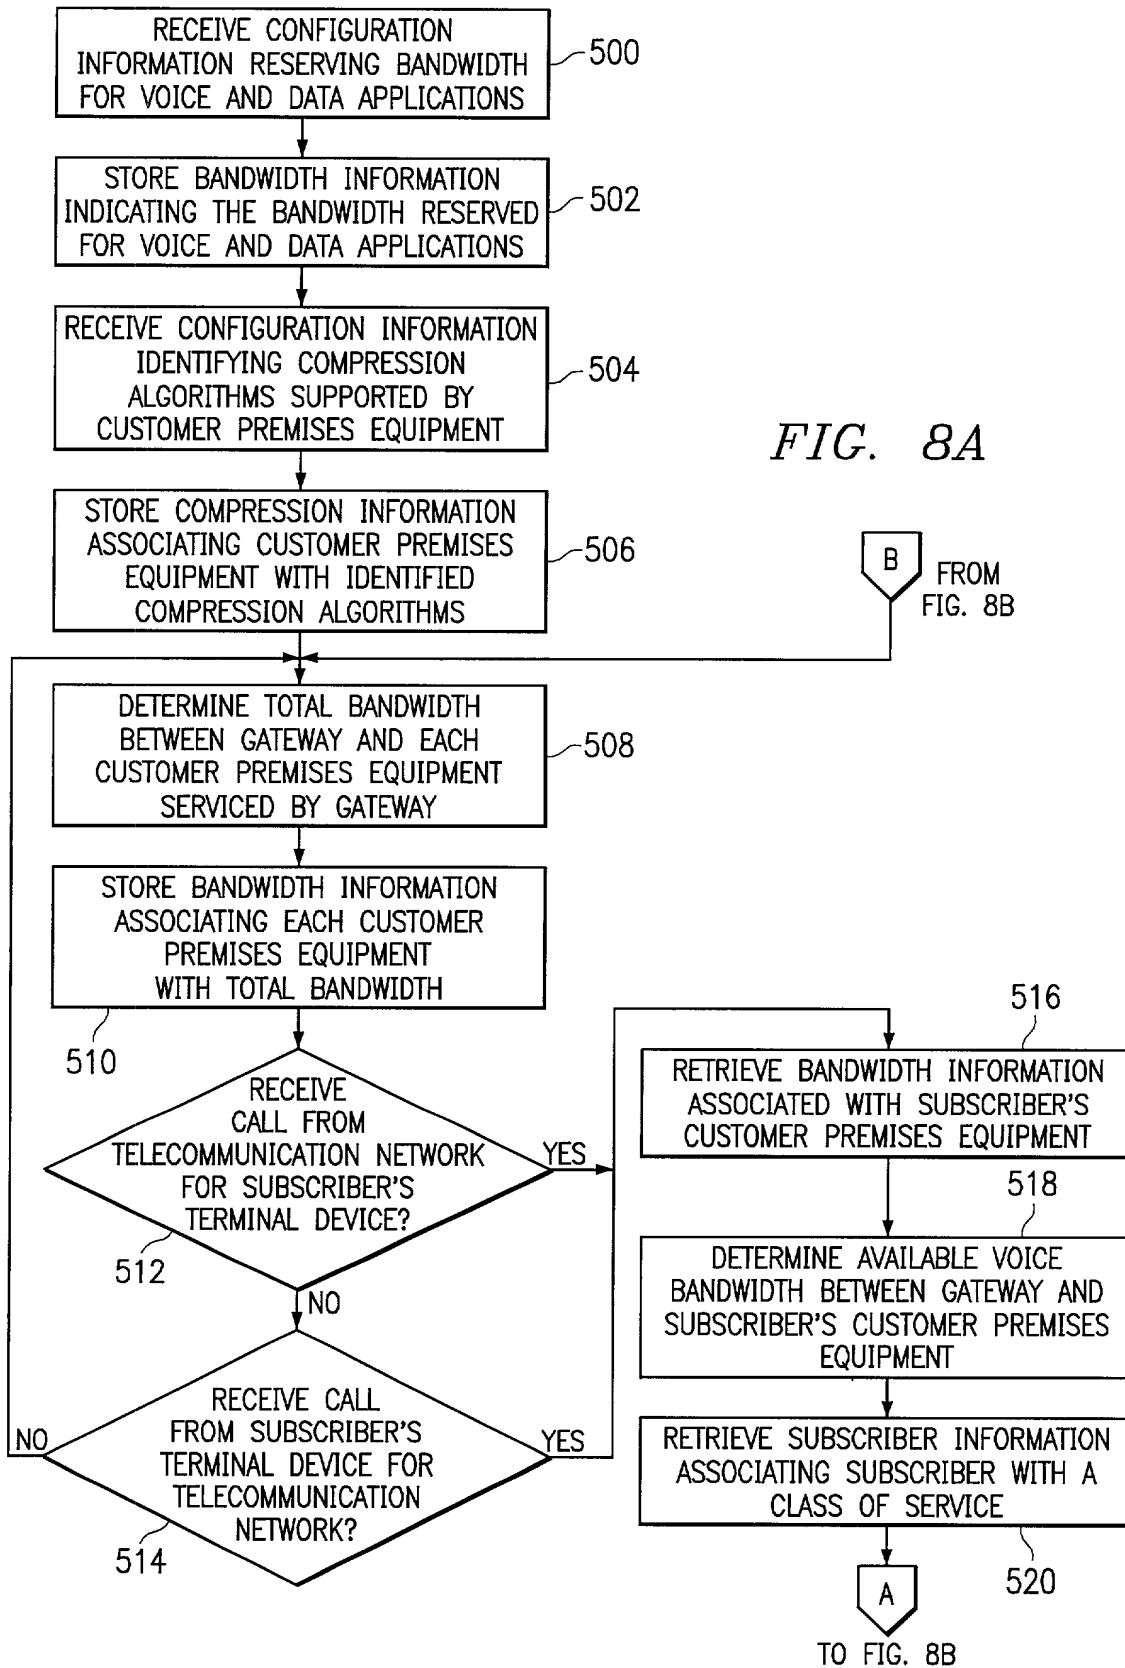 RECEIVE CONFIGURATION
INFORMATION RESERVING BANDWIDTH
FOR VOICE AND DATA APPLICATIONS
500
STORE BANDWIDTH INFORMATION
INDICATING THE BANDWIDTH RESERVED
FOR VOICE AND DATA APPLICATIONS
502
RECEIVE CONFIGURATION INFORMATION
IDENTIFYING COMPRESSION
ALGORITHMS SUPPORTED BY
CUSTOMER PREMISES EQUIPMENT
504
FIG. 8A
STORE COMPRESSION INFORMATION
ASSOCIATING CUSTOMER PREMISES
EQUIPMENT WITH IDENTIFIED
COMPRESSION ALGORITHMS
506
B
FROM
FIG. 8B
DETERMINE TOTAL BANDWIDTH
BETWEEN GATEWAY AND EACH
CUSTOMER PREMISES EQUIPMENT
SERVICED BY GATEWAY
508
STORE BANDWIDTH INFORMATION
ASSOCIATING EACH CUSTOMER
PREMISES EQUIPMENT
WITH TOTAL BANDWIDTH
510
RECEIVE
CALL FROM
TELECOMMUNICATION NETWORK
FOR SUBSCRIBER'S
TERMINAL DEVICE?
512
YES
NO
RECEIVE CALL
FROM SUBSCRIBER'S
TERMINAL DEVICE FOR
TELECOMMUNICATION
NETWORK?
514
NO
YES
516
RETRIEVE BANDWIDTH INFORMATION
ASSOCIATED WITH SUBSCRIBER'S
CUSTOMER PREMISES EQUIPMENT
518
DETERMINE AVAILABLE VOICE
BANDWIDTH BETWEEN GATEWAY AND
SUBSCRIBER'S CUSTOMER PREMISES
EQUIPMENT
RETRIEVE SUBSCRIBER INFORMATION
ASSOCIATING SUBSCRIBER WITH A
CLASS OF SERVICE
520
A
TO FIG. 8B